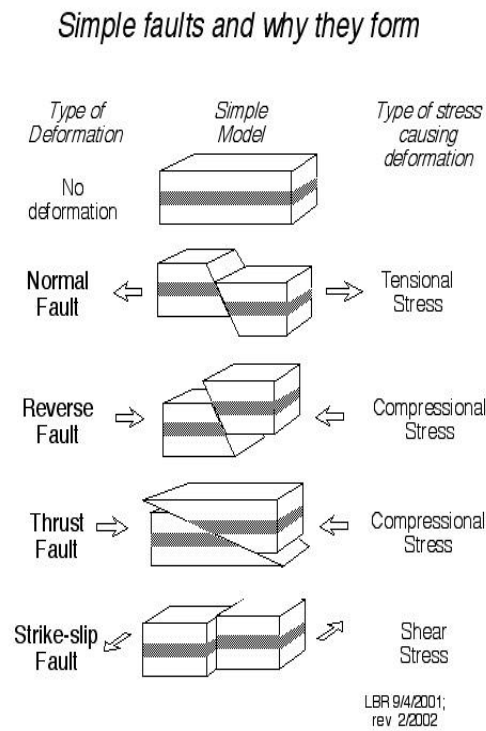 Simple faults and why they form
Type of
Deformation
Simple
Model
Type of stress
causing
deformation
No
deformation
Normal
Fault
Tensional
Stress
Reverse
Fault
Compressional
Stress
Thrust
Fault
Compressional
Stress
Strike-slip
Fault
Shear
Stress
LBR 9/4/2001;
rev 2/2002